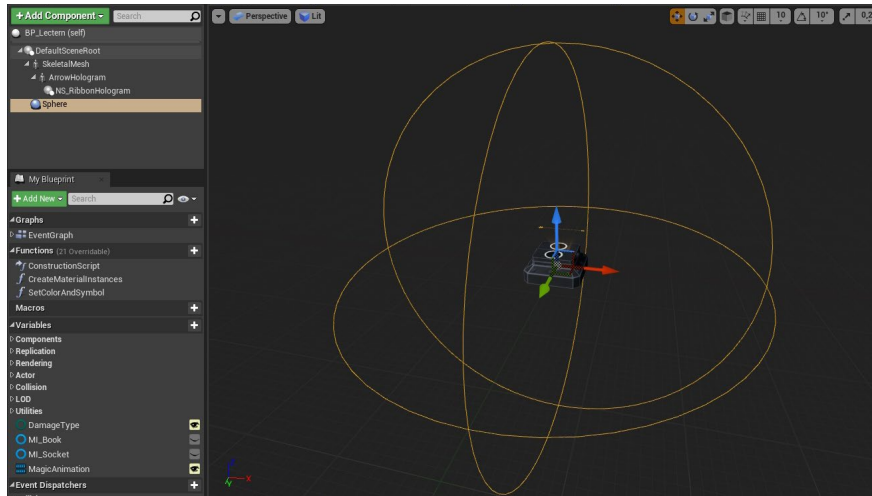 + Add Component
Search
BP_Lectern (self)
DefaultSceneRoot
SkeletalMesh
ArrowHologram
NS_RibbonHologram
Sphere
My Blueprint
+ Add New
Search
Graphs
EventGraph
Functions (21 Overridable)
ConstructionScript
CreateMaterialInstances
SetColorAndSymbol
Macros
Variables
Components
Replication
Rendering
Actor
Collision
LOD
Utilities
DamageType
MI_Book
MI_Socket
MagicAnimation
Event Dispatchers
Perspective
Lit
10
10°
X
Y